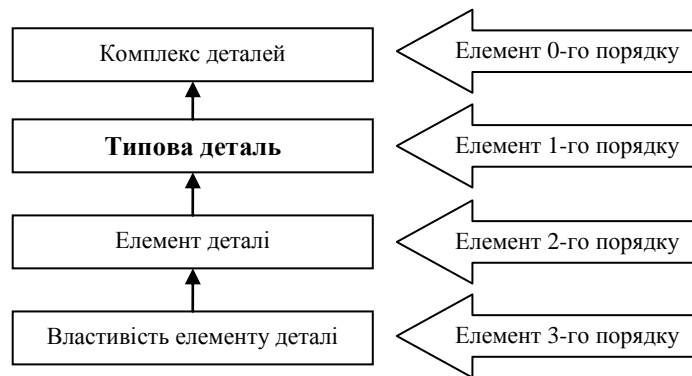 Комплекс деталей
Елемент 0-го порядку
Типова деталь
Елемент 1-го порядку
Елемент деталі
Елемент 2-го порядку
Властивість елементу деталі
Елемент 3-го порядку